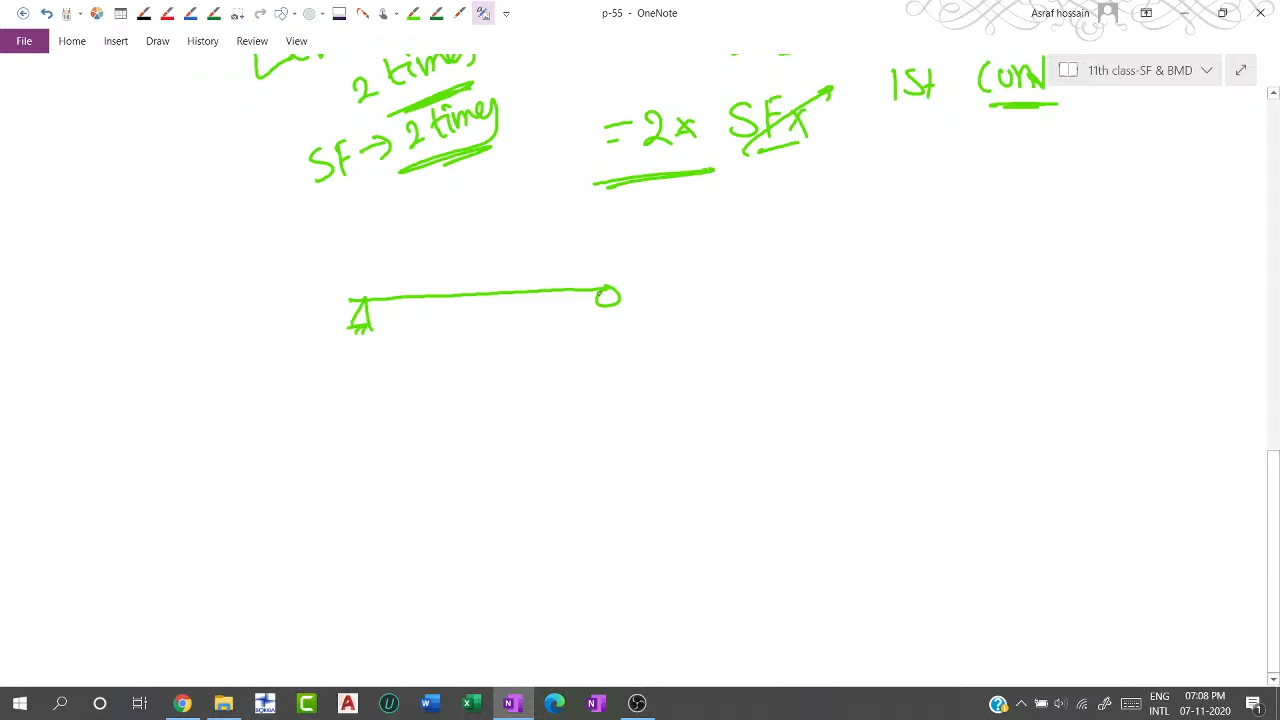 p-55 - OneNote
Asraf hossain
File Home Insert Draw History Review View
11th class-SF & BMD
2 times
SF → 2 times
= 2 x SFx
1st
ENG
INTL
07:08 PM
07-11-2020